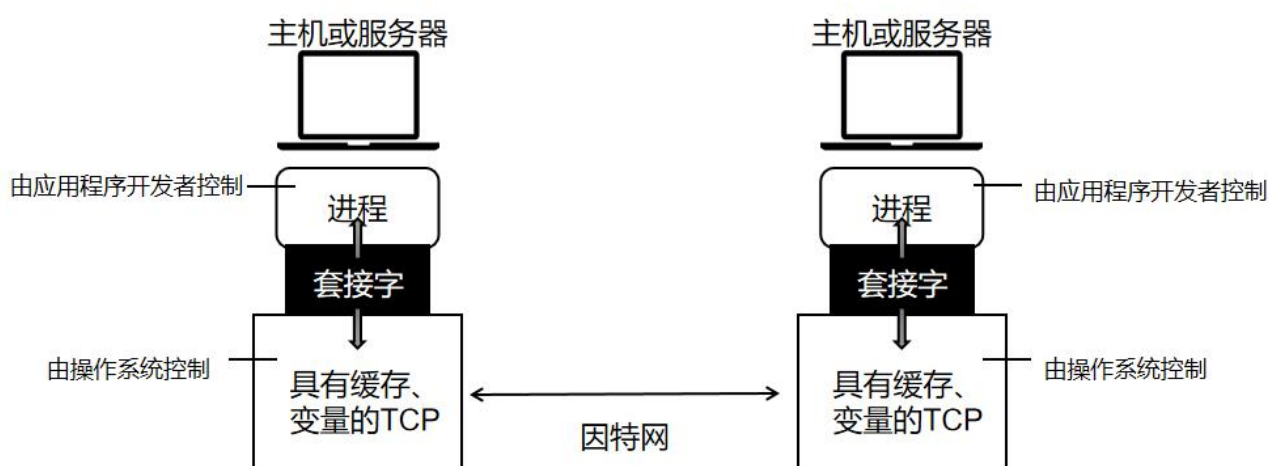 主机或服务器
主机或服务器
由应用程序开发者控制
进程
进程
由应用程序开发者控制
套接字
套接字
由操作系统控制
具有缓存、
变量的TCP
因特网
具有缓存、
变量的TCP
由操作系统控制